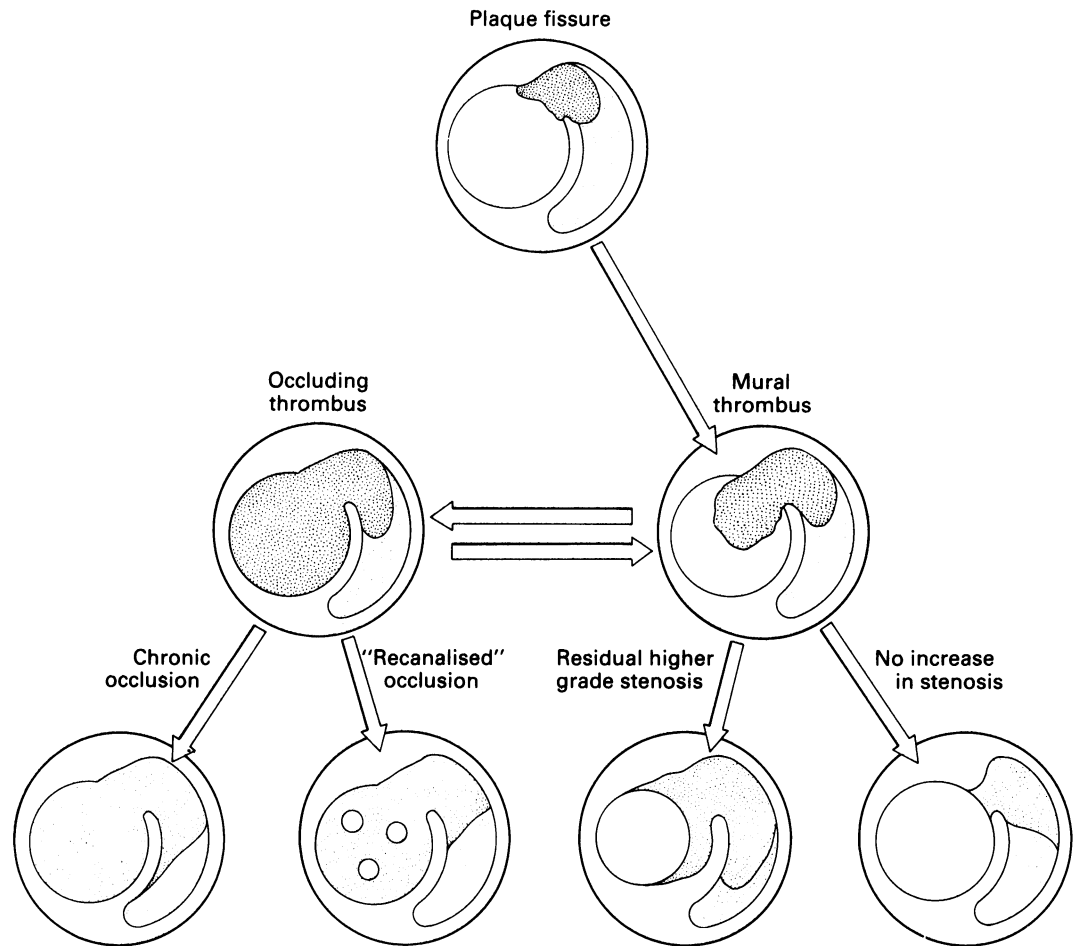 Plaque fissure
Occluding
thrombus
Mural
thrombus
Chronic
occlusion
"Recanalised"
occlusion
Residual higher
grade stenosis
No increase
in stenosis